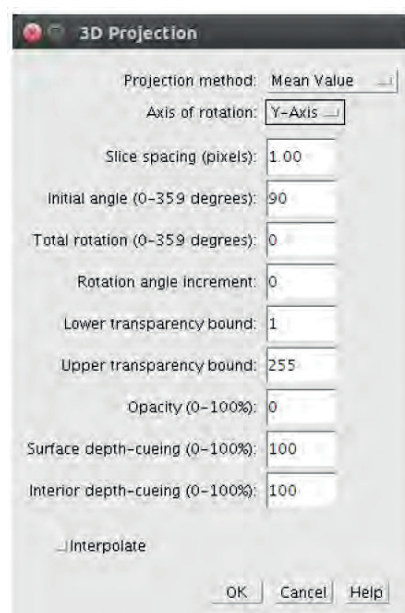 3D Projection
Projection method: Mean Value
Axis of rotation: Y-Axis
Slice spacing (pixels): 1.00
Initial angle (0-359 degrees): 90
Total rotation (0-359 degrees): 0
Rotation angle increment: 0
Lower transparency bound: 1
Upper transparency bound: 255
Opacity (0-100%): 0
Surface depth-cueing (0-100%): 100
Interior depth-cueing (0-100%): 100
Interpolate
OK Cancel Help